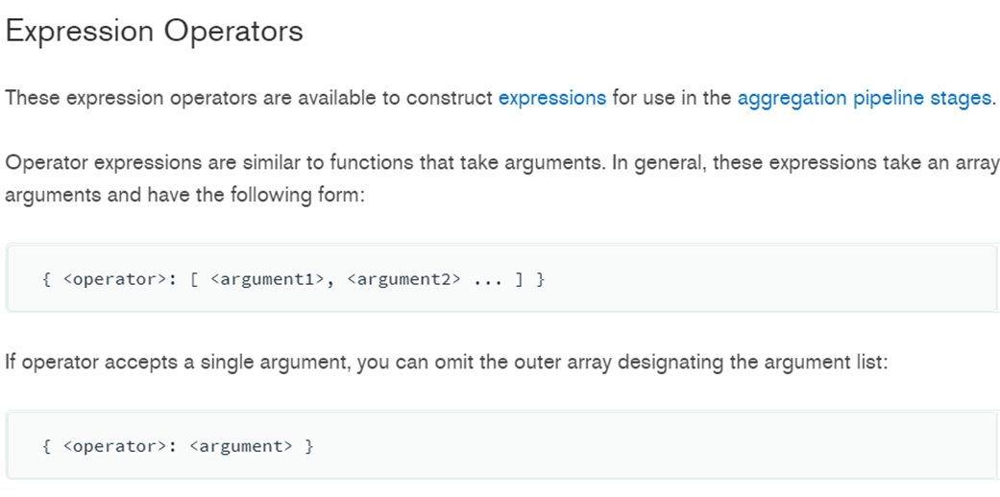 Expression Operators
These expression operators are available to construct expressions for use in the aggregation pipeline stages.
Operator expressions are similar to functions that take arguments. In general, these expressions take an array
arguments and have the following form:
{ <operator>: [ <argument1>, <argument2> ... ] }
If operator accepts a single argument, you can omit the outer array designating the argument list:
{ <operator>: <argument> }